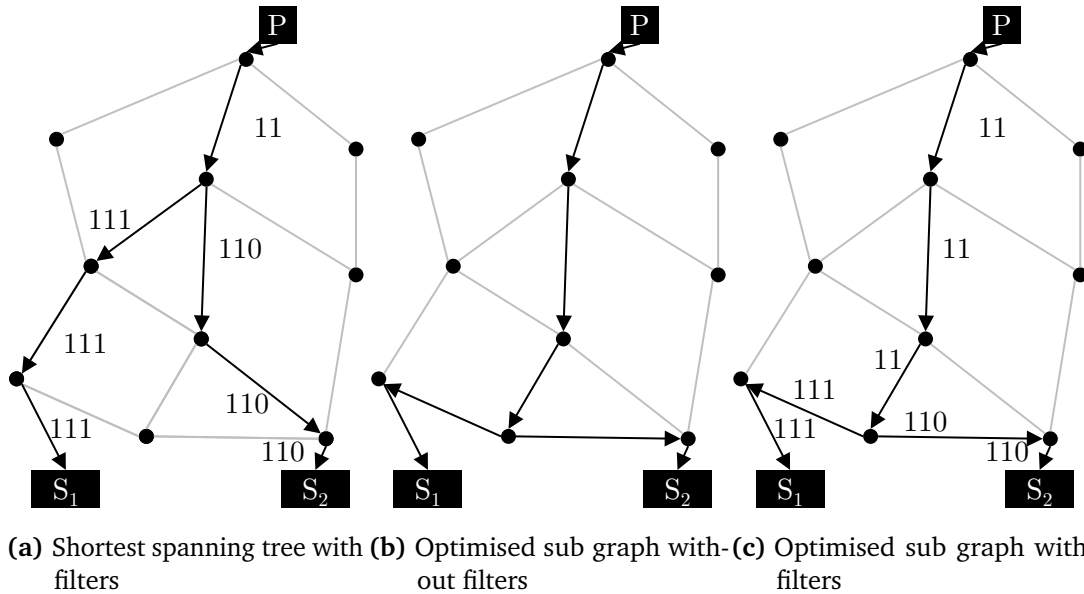 P
11
111
110
111
110
111
110
S1
S2
(a) Shortest spanning tree with
filters
P
S1
S2
(b) Optimised sub graph with-
out filters
P
11
11
11
111
110
111
110
S1
S2
(c) Optimised sub graph with
filters